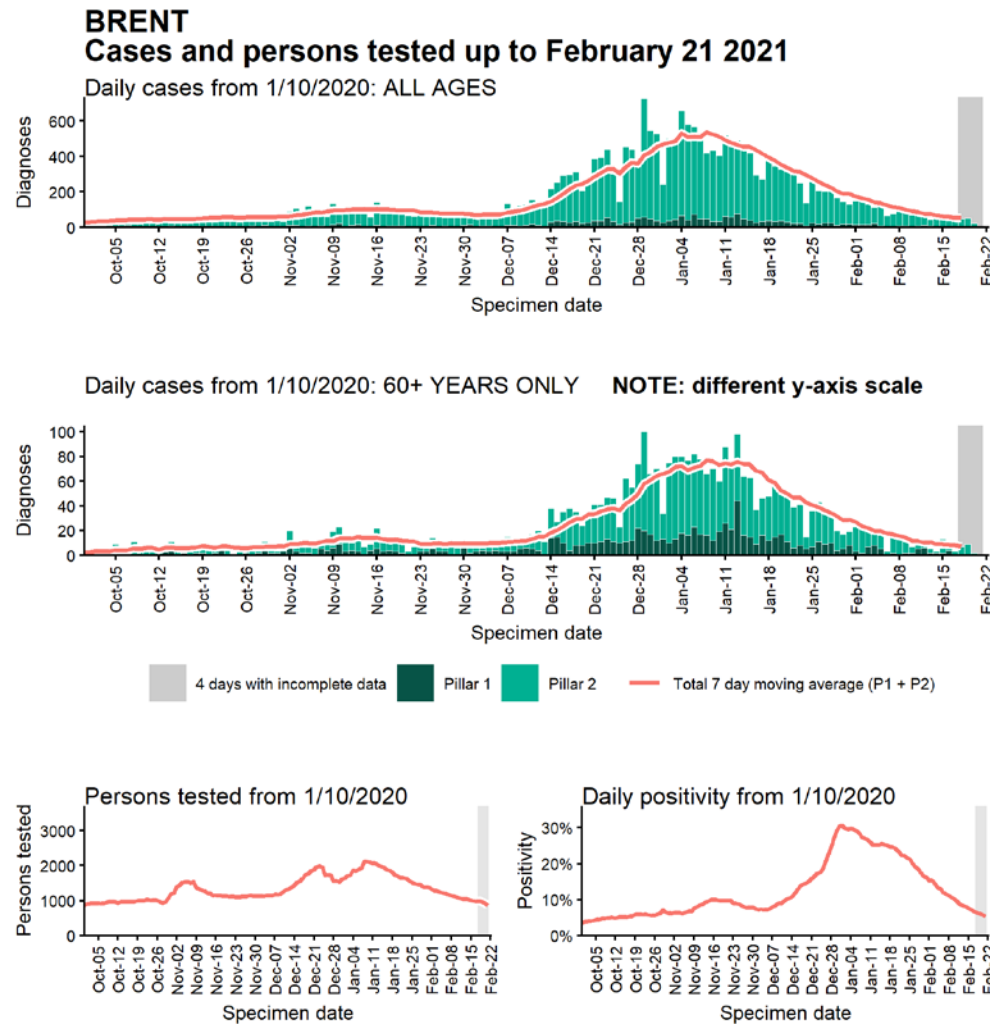 BRENT
Cases and persons tested up to February 21 2021
Daily cases from 1/10/2020: ALL AGES
Diagnoses
600
400
200
0
Oct-05
Oct-12
Oct-19
Oct-26
Nov-02
Nov-09
Nov-16
Nov-23
Nov-30
Dec-07
Dec-14
Dec-21
Dec-28
Jan-04
Jan-11
Jan-18
Jan-25
Feb-01
Feb-08
Feb-15
Feb-22
Specimen date
Daily cases from 1/10/2020: 60+ YEARS ONLY NOTE: different y-axis scale
Diagnoses
100
80
60
40
20
0
Oct-05
Oct-12
Oct-19
Oct-26
Nov-02
Nov-09
Nov-16
Nov-23
Nov-30
Dec-07
Dec-14
Dec-21
Dec-28
Jan-04
Jan-11
Jan-18
Jan-25
Feb-01
Feb-08
Feb-15
Feb-22
Specimen date
4 days with incomplete data Pillar 1 Pillar 2 Total 7 day moving average (P1 + P2)
Persons tested from 1/10/2020
Persons tested
3000
2000
1000
0
Oct-05
Oct-12
Oct-19
Oct-26
Nov-02
Nov-09
Nov-16
Nov-23
Nov-30
Dec-07
Dec-14
Dec-21
Dec-28
Jan-04
Jan-11
Jan-18
Jan-25
Feb-01
Feb-08
Feb-15
Feb-22
Specimen date
Daily positivity from 1/10/2020
Positivity
30%
20%
10%
0%
Oct-05
Oct-12
Oct-19
Oct-26
Nov-02
Nov-09
Nov-16
Nov-23
Nov-30
Dec-07
Dec-14
Dec-21
Dec-28
Jan-04
Jan-11
Jan-18
Jan-25
Feb-01
Feb-08
Feb-15
Feb-22
Specimen date